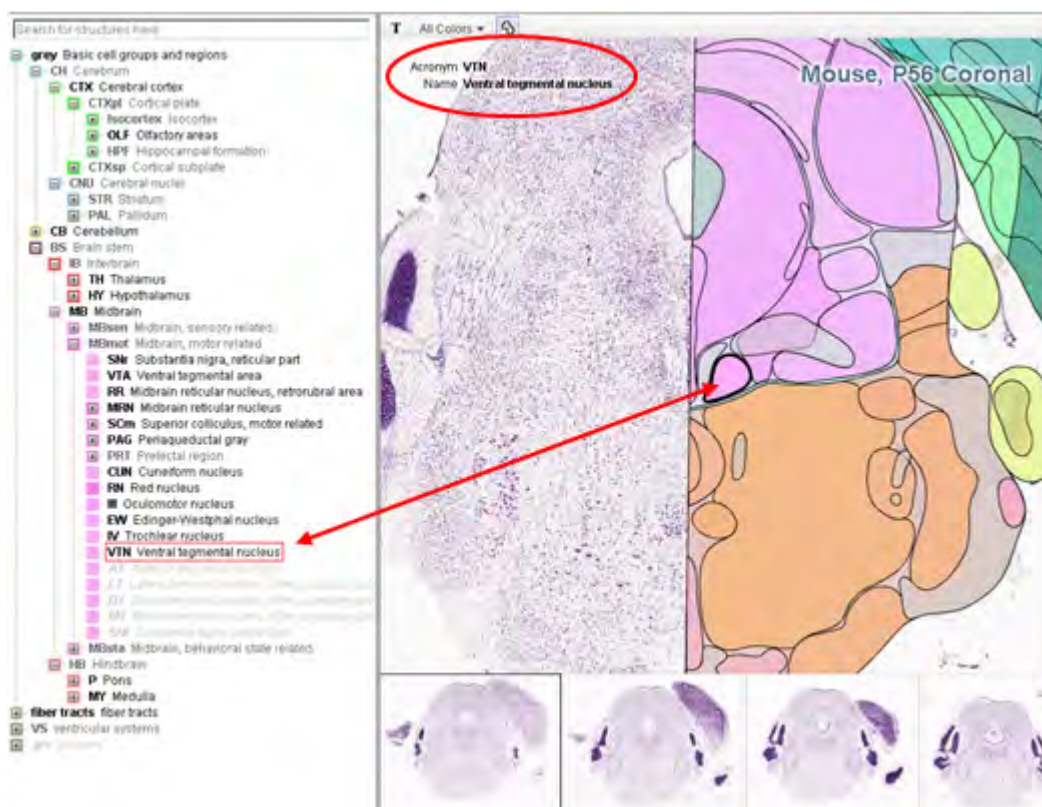 Search for structures here
T All Colors
Acronym VTN
Name Ventral tegmental nucleus
Mouse, P56 Coronal
grey Basic cell groups and regions
CH Cerebrum
CTX Cerebral cortex
CTXpl Cortical plate
Isocortex Isocortex
OLF Olfactory areas
HPF Hippocampal formation
CTXsp Cortical subplate
CNU Cerebral nuclei
STR Striatum
PAL Pallidum
CB Cerebellum
BS Brain stem
IB Interbrain
TH Thalamus
HY Hypothalamus
MB Midbrain
MBsen Midbrain, sensory related
MBmot Midbrain, motor related
SNr Substantia nigra, reticular part
VTA Ventral tegmental area
RR Midbrain reticular nucleus, retrorubral area
MRN Midbrain reticular nucleus
SCm Superior colliculus, motor related
PAG Periaqueductal gray
PRT Pretectal region
CUN Cuneiform nucleus
RN Red nucleus
III Oculomotor nucleus
EW Edinger-Westphal nucleus
IV Trochlear nucleus
VTN Ventral tegmental nucleus
MBsta Midbrain, behavioral state related
HB Hindbrain
P Pons
MY Medulla
fiber tracts fiber tracts
VS ventricular systems